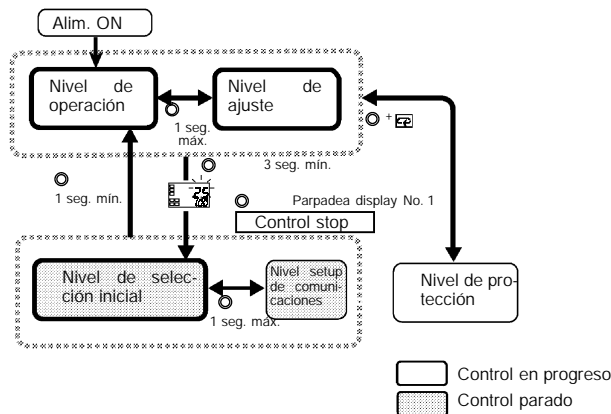 Alim. ON
Nivel de
operación
Nivel de
ajuste
1 seg.
máx.
+
3 seg. mín.
1 seg. mín.
25
Parpadea display No. 1
Control stop
Nivel de selec-
ción inicial
Nivel setup
de comuni-
caciones
1 seg. máx.
Nivel de pro-
tección
Control en progreso
Control parado